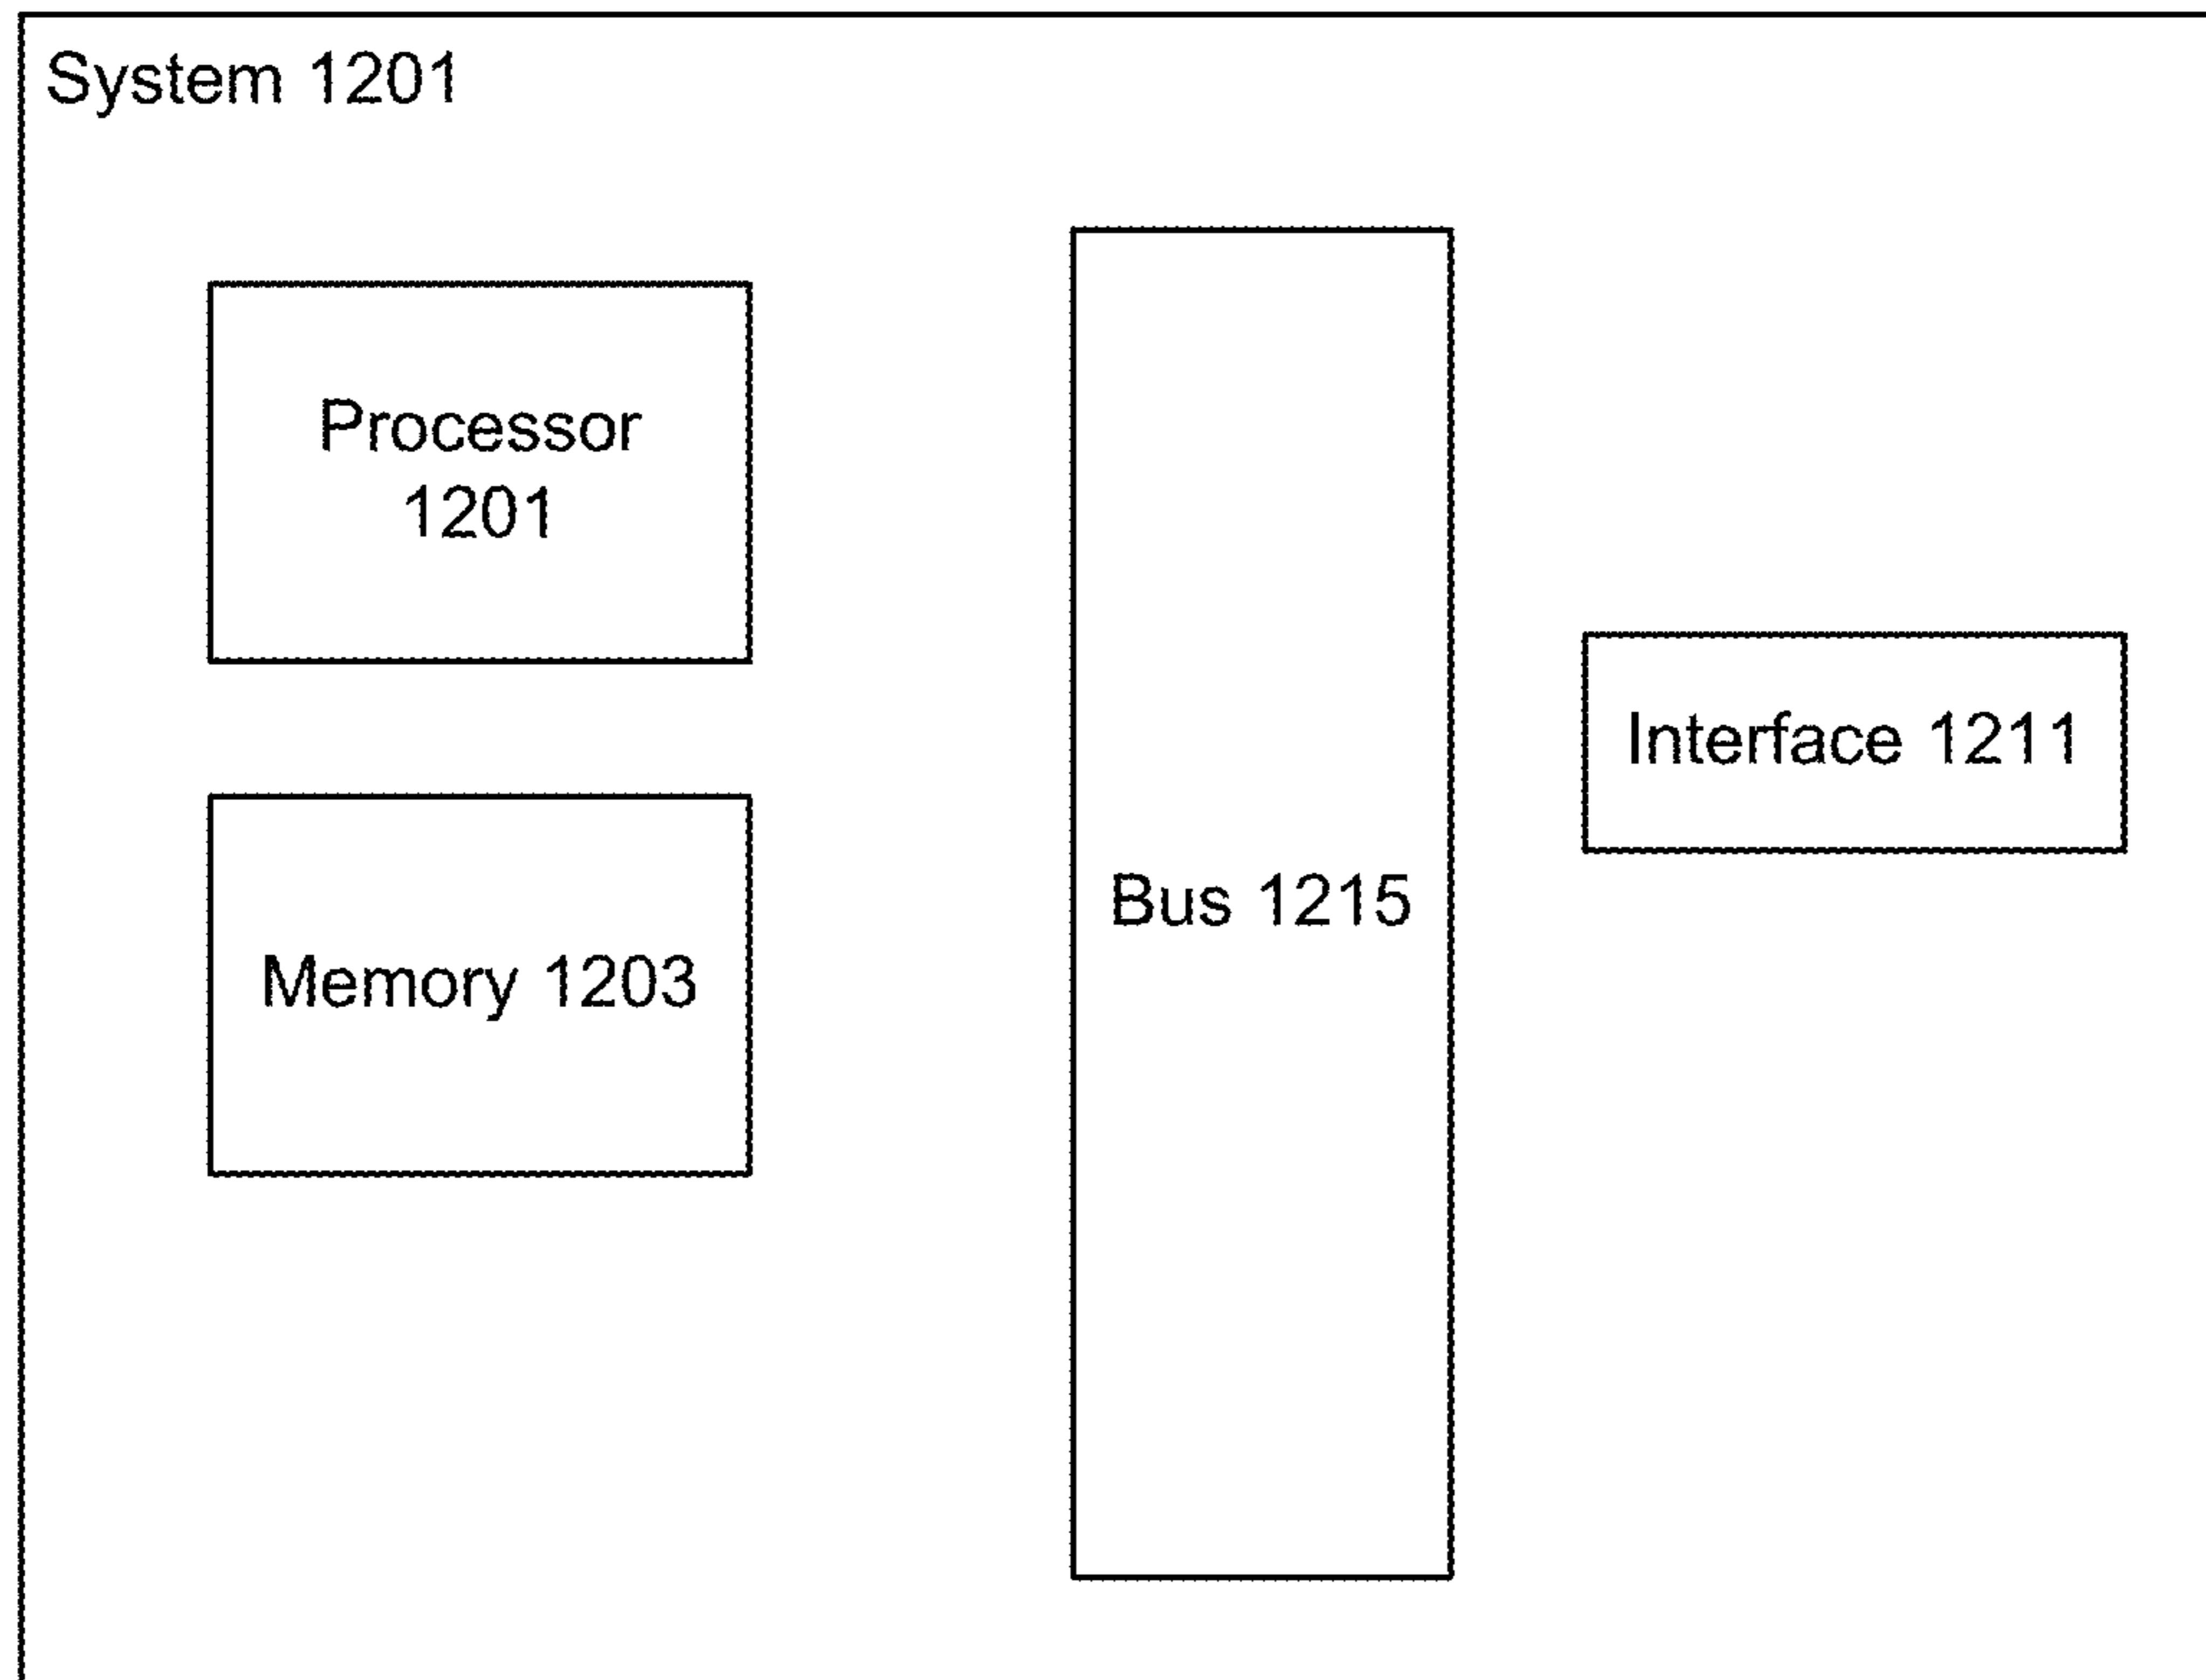 System 1201
Processor
1201
Memory 1203
Bus 1215
Interface 1211